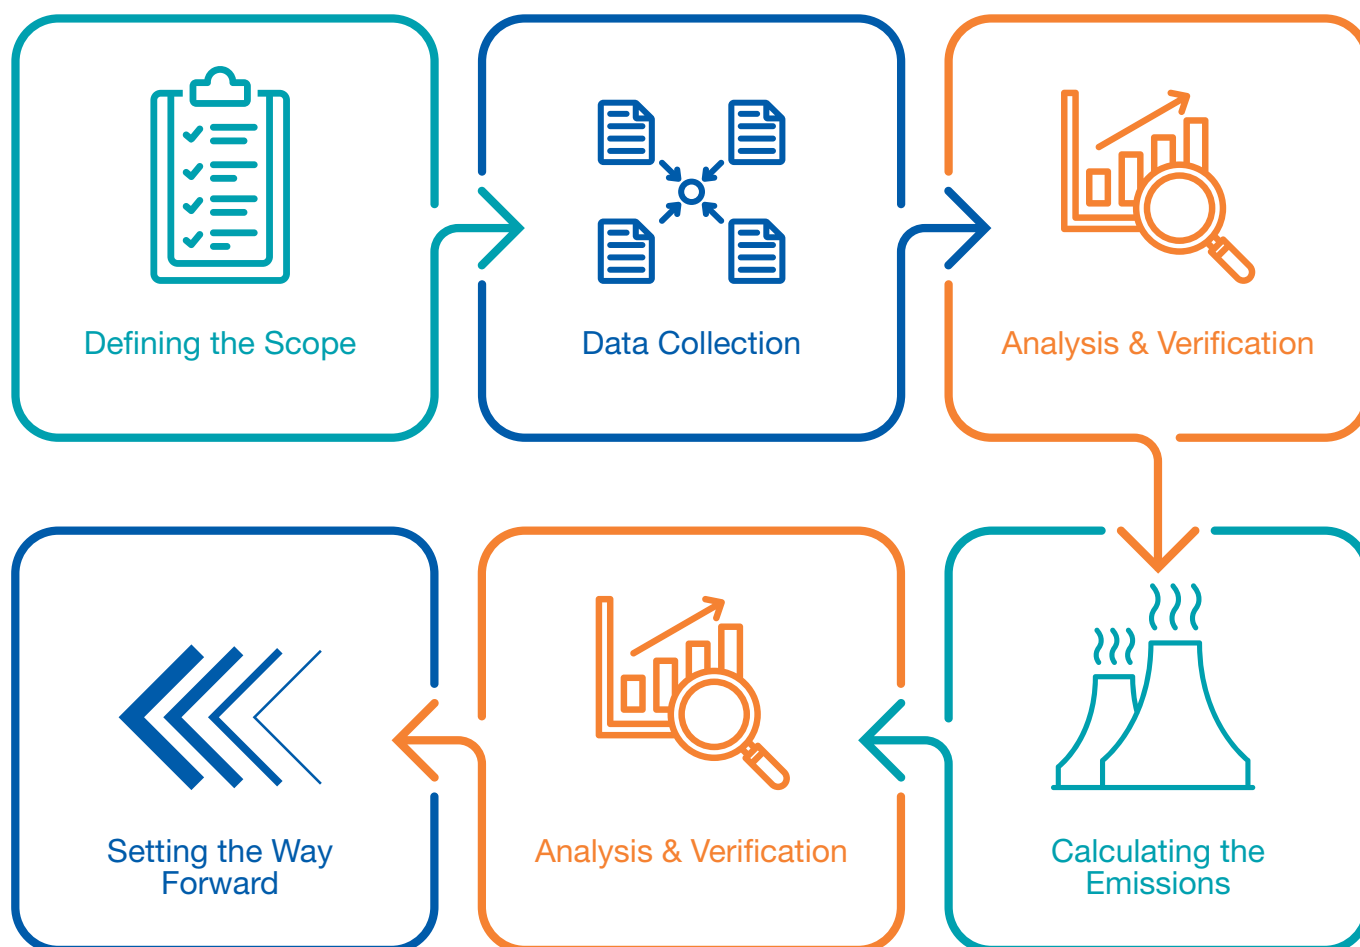 Defining the Scope
Data Collection
Analysis & Verification
Setting the Way
Forward
Analysis & Verification
Calculating the
Emissions